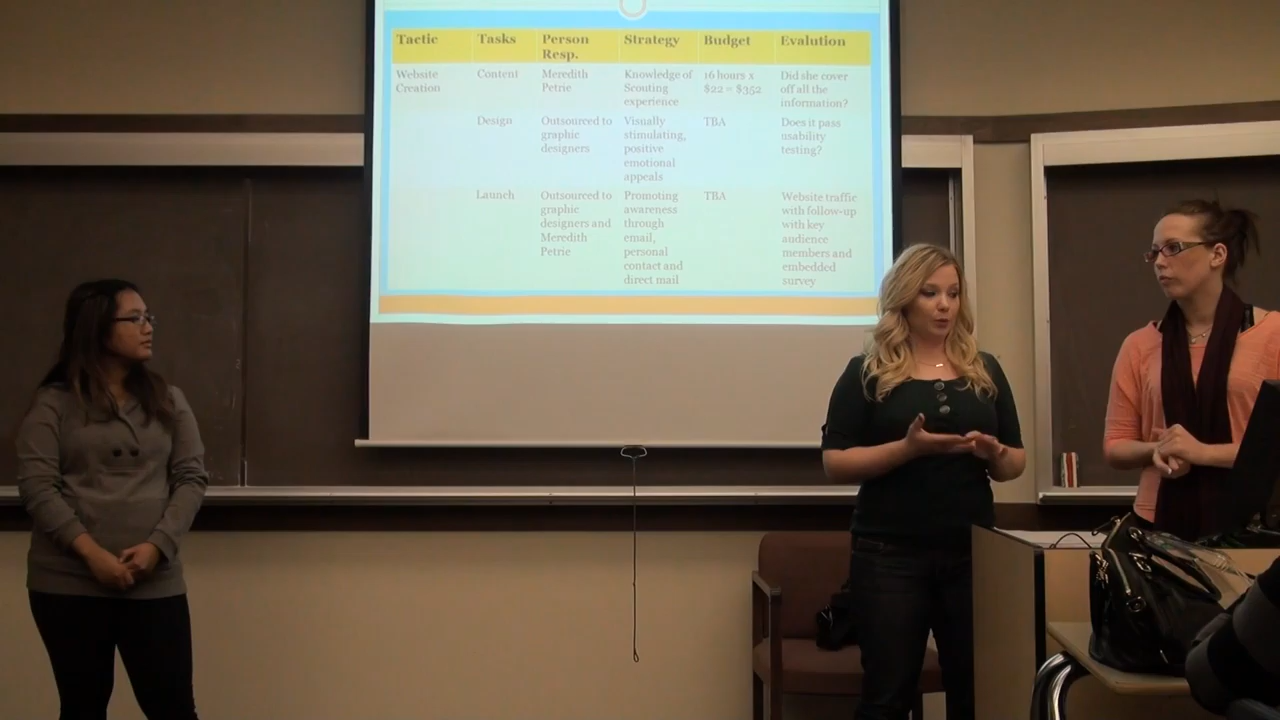 Tactic Tasks Person Strategy Budget Evalution
Resp.
Website Content Meredith Knowledge of 16 hours x Did she cover
Creation Petrie Scouting $22 = $352 off all the
experience information?
Design Outsourced to Visually TBA Does it pass
graphic stimulating, usability
designers positive testing?
emotional
appeals
Launch Outsourced to Promoting TBA Website traffic
graphic awareness with follow-up
designers and through with key
Meredith email, audience
Petrie personal members and
contact and embedded
direct mail survey